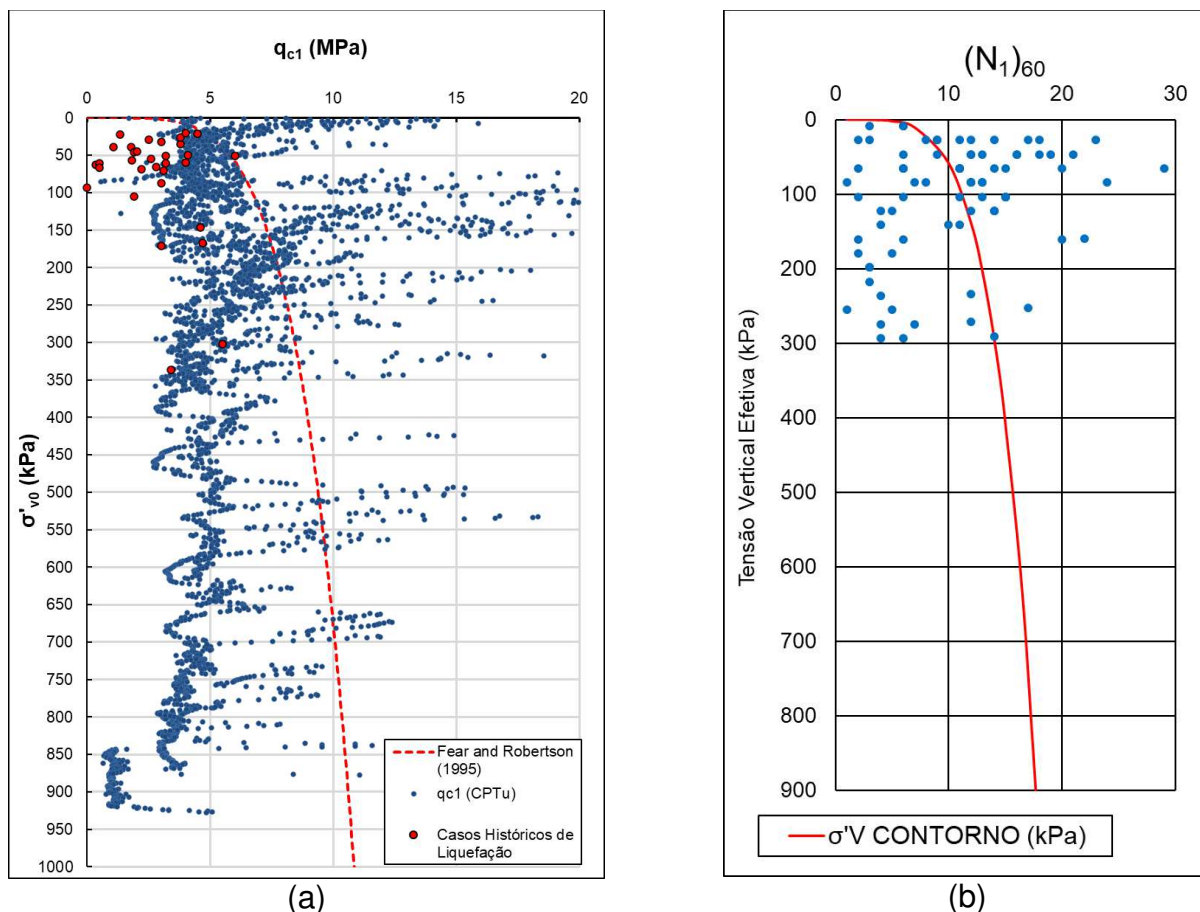 q_c1 (MPa)
0 5 10 15 20
0
50
100
150
200
250
300
350
400
450
500
550
600
650
700
750
800
850
900
950
1000
σ'_v0 (kPa)
Fear and Robertson
(1995)
qc1 (CPTu)
Casos Históricos de
Liquefação
(a)
(N_1)_60
0 10 20 30
0
100
200
300
400
500
600
700
800
900
Tensão Vertical Efetiva (kPa)
σ'V CONTORNO (kPa)
(b)